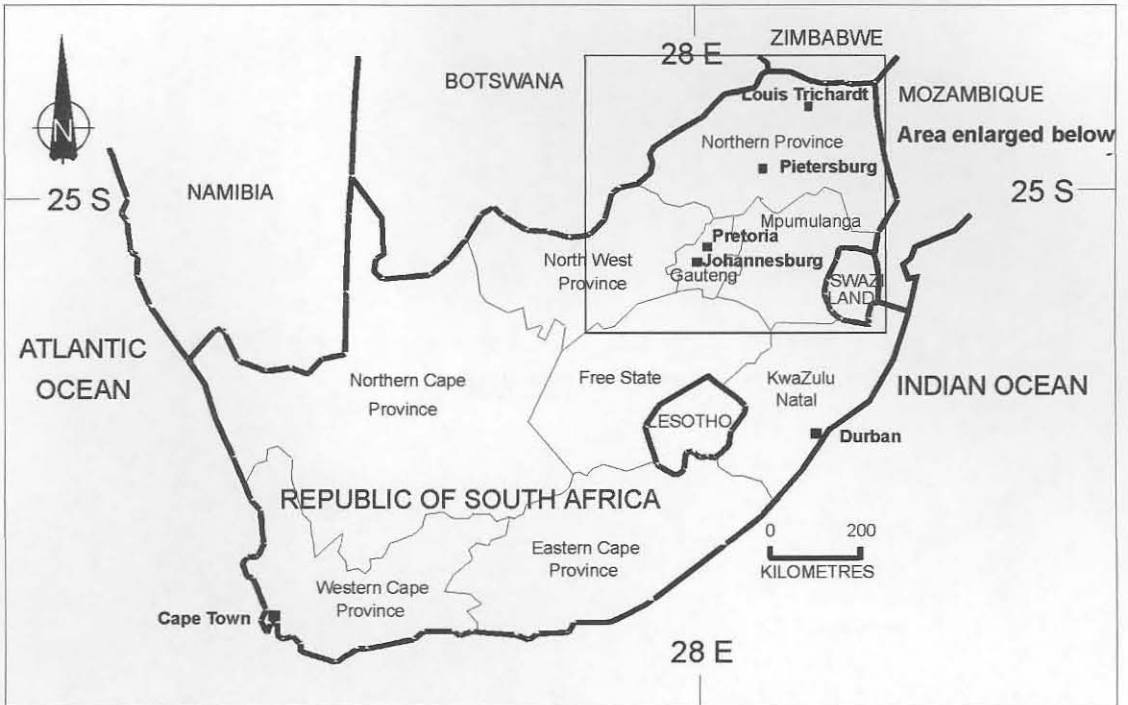 ZIMBABWE
28 E
BOTSWANA
Louis Trichardt
MOZAMBIQUE
Area enlarged below
Northern Province
Pietersburg
N
25 S
NAMIBIA
25 S
Mpumulanga
Pretoria
Johannesburg
North West
Province
Gauteng
SWAZI
LAND
ATLANTIC
OCEAN
Northern Cape
Province
Free State
KwaZulu
Natal
INDIAN OCEAN
LESOTHO
Durban
REPUBLIC OF SOUTH AFRICA
0 200
KILOMETRES
Eastern Cape
Province
Western Cape
Province
Cape Town
28 E